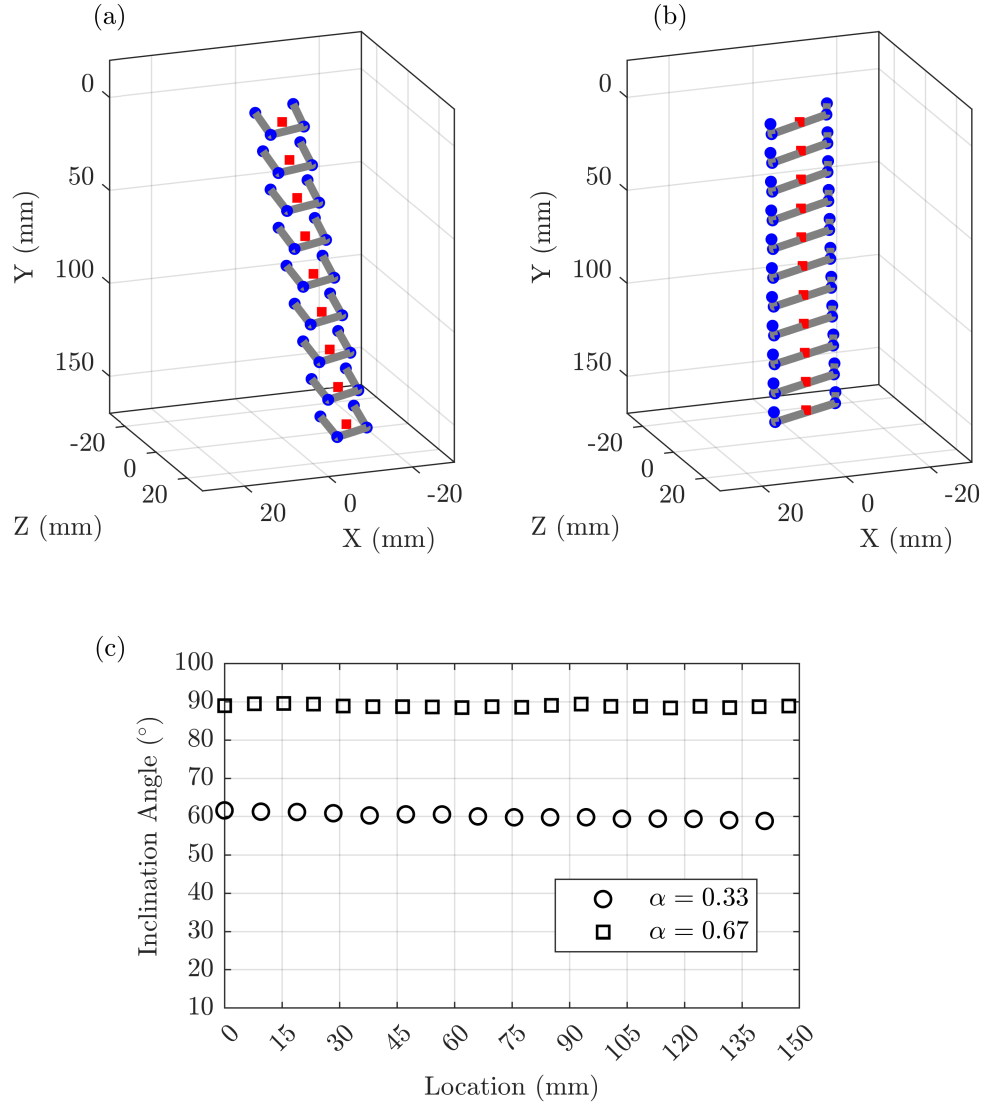 (a)
(b)
0
50
100
150
Y (mm)
-20
0
20
Z (mm)
20
0
-20
X (mm)
0
50
100
150
Y (mm)
-20
0
20
Z (mm)
20
0
-20
X (mm)
(c)
100
90
80
70
60
50
40
30
20
10
Inclination Angle (°)
α = 0.33
α = 0.67
0 15 30 45 60 75 90 105 120 135 150
Location (mm)